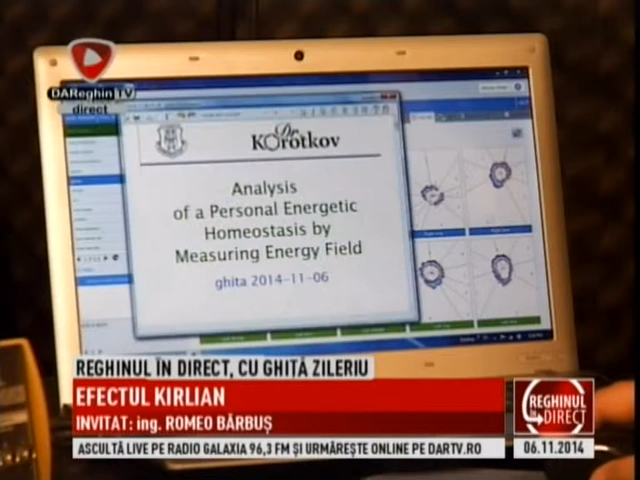 DAReghin TV
direct
Dr.
Korotkov
Analysis
of a Personal Energetic
Homeostasis by
Measuring Energy Field
ghita 2014-11-06
REGHINUL ÎN DIRECT, CU GHIȚĂ ZILERIU
EFECTUL KIRLIAN
INVITAT: ing. ROMEO BĂRBUȘ
REGHINUL
în DIRECT
ASCULTĂ LIVE PE RADIO GALAXIA 96,3 FM ȘI URMĂREȘTE ONLINE PE DARTV.RO
06.11.2014